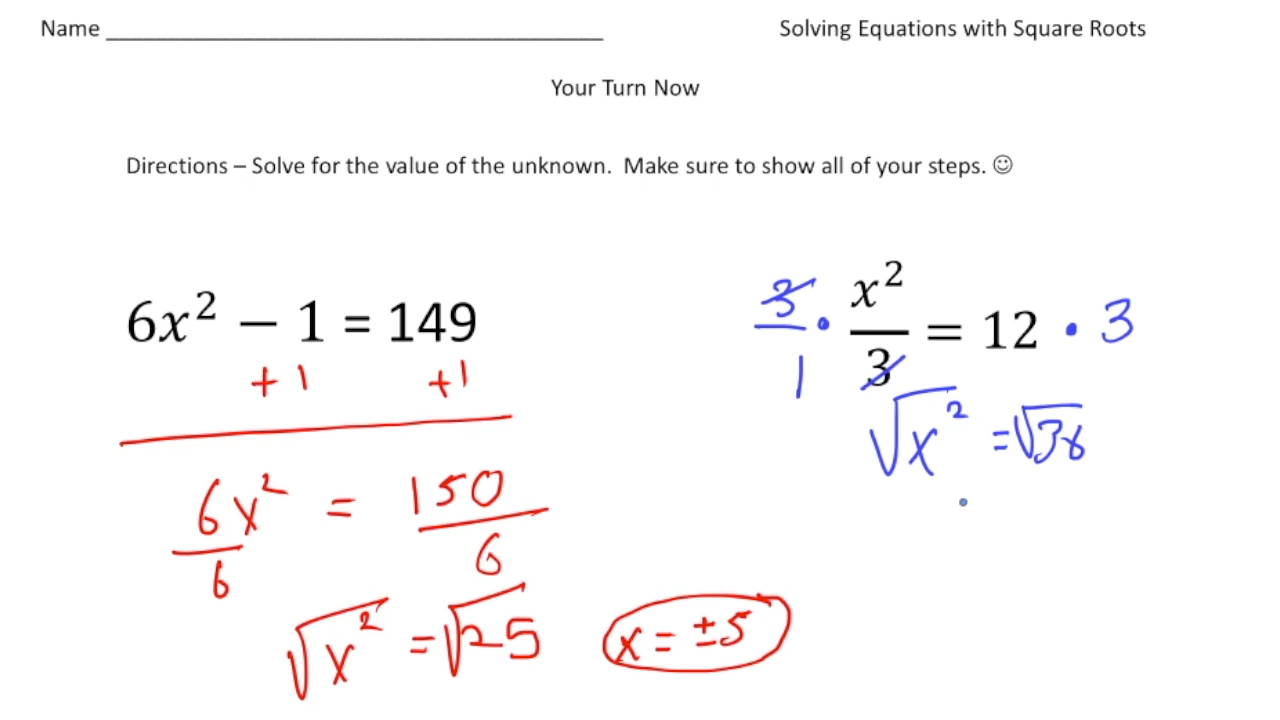 Name ____________________ Solving Equations with Square Roots
Your Turn Now
Directions – Solve for the value of the unknown. Make sure to show all of your steps. ☺
6x² − 1 = 149
+1 +1
6x² = 150
6 6
√x² = √25
x = ±5
3/1 · x²/3 = 12 · 3
√x² = √36